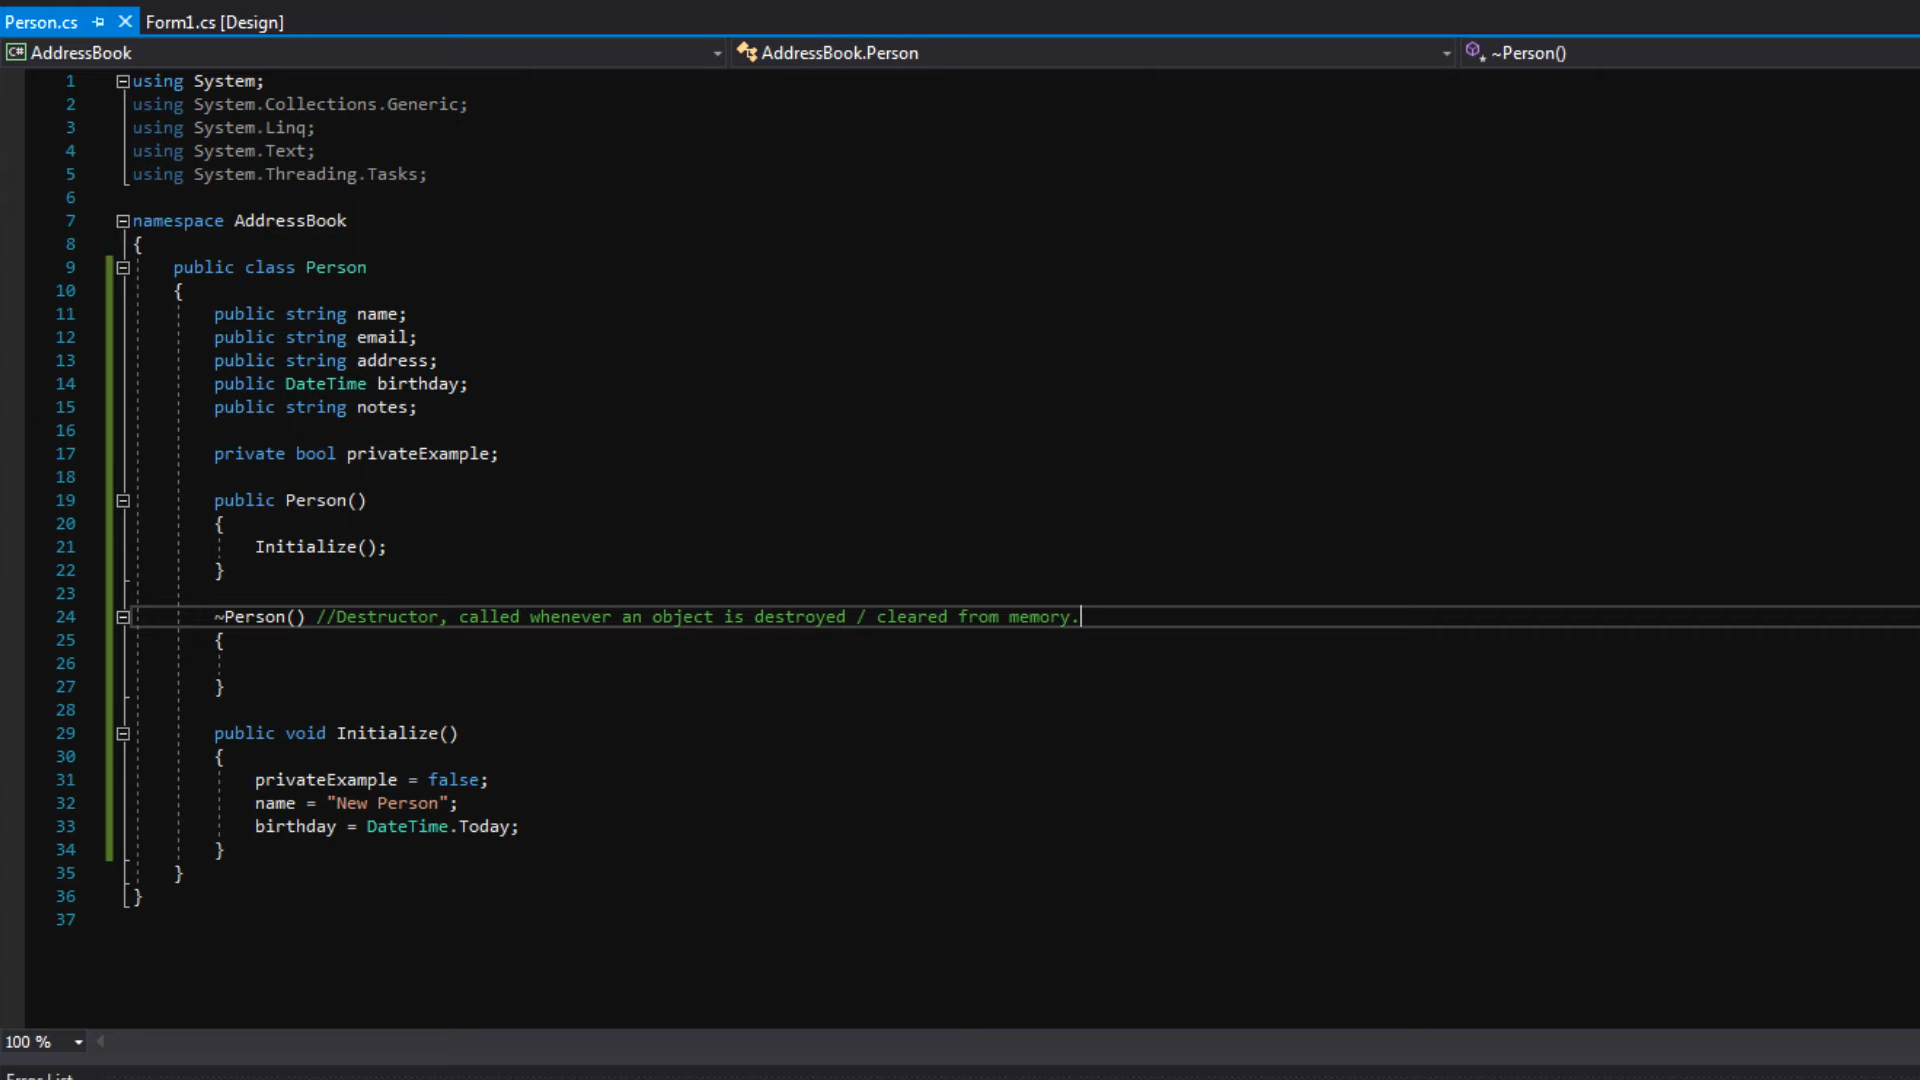 Person.cs Form1.cs [Design]
C# AddressBook AddressBook.Person ~Person()
1 using System;
2 using System.Collections.Generic;
3 using System.Linq;
4 using System.Text;
5 using System.Threading.Tasks;
6
7 namespace AddressBook
8 {
9 public class Person
10 {
11 public string name;
12 public string email;
13 public string address;
14 public DateTime birthday;
15 public string notes;
16
17 private bool privateExample;
18
19 public Person()
20 {
21 Initialize();
22 }
23
24 ~Person() //Destructor, called whenever an object is destroyed / cleared from memory.
25 {
26
27 }
28
29 public void Initialize()
30 {
31 privateExample = false;
32 name = "New Person";
33 birthday = DateTime.Today;
34 }
35 }
36 }
37
100 %
Error List